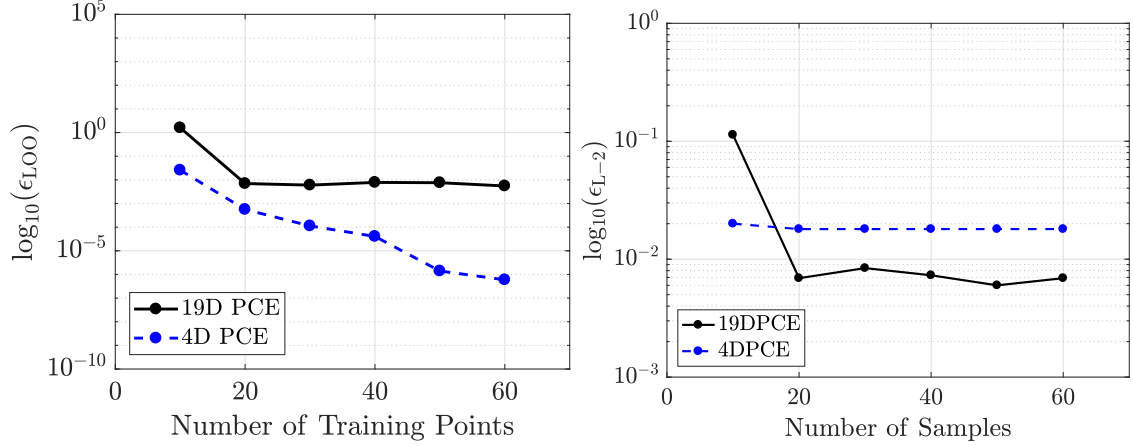 10^5
10^0
10^−5
10^−10
log10(ϵLOO)
19D PCE
4D PCE
0
20
40
60
Number of Training Points
10^0
10^−1
10^−2
10^−3
log10(ϵL−2)
19DPCE
4DPCE
0
20
40
60
Number of Samples